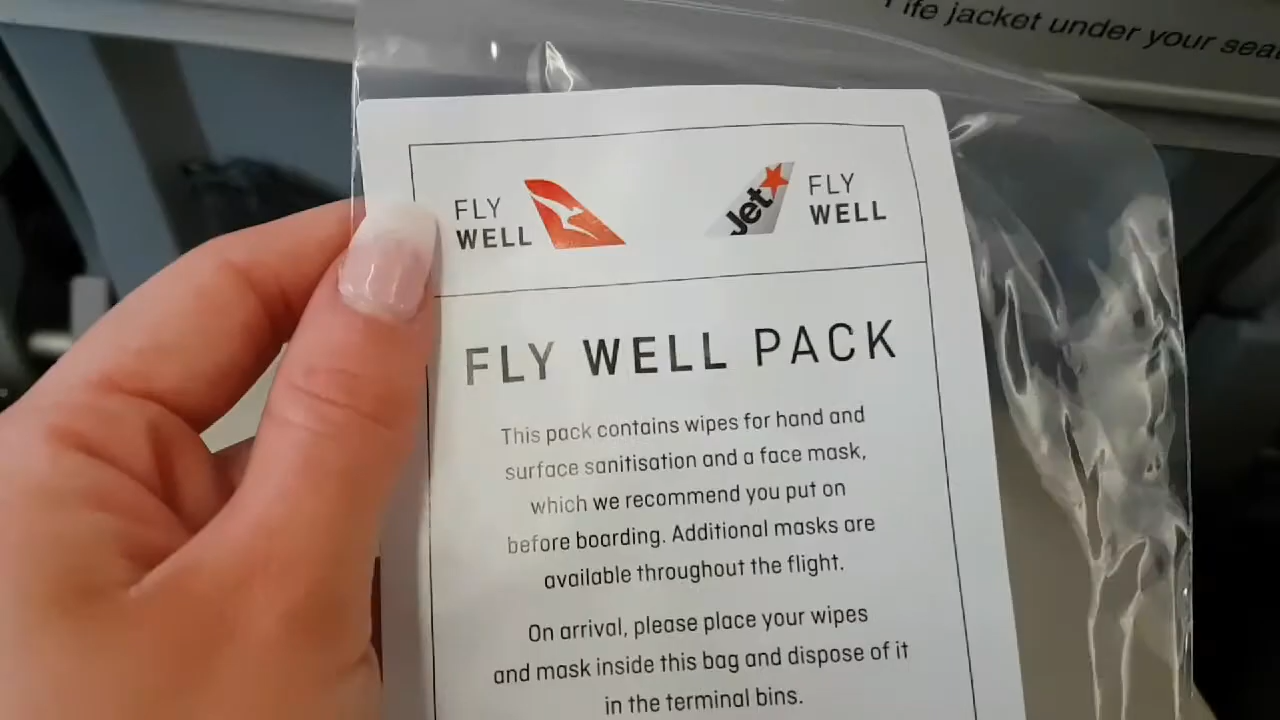 ife jacket under your seat
FLY WELL
Jet FLY WELL
FLY WELL PACK
This pack contains wipes for hand and
surface sanitisation and a face mask,
which we recommend you put on
before boarding. Additional masks are
available throughout the flight.
On arrival, please place your wipes
and mask inside this bag and dispose of it
in the terminal bins.